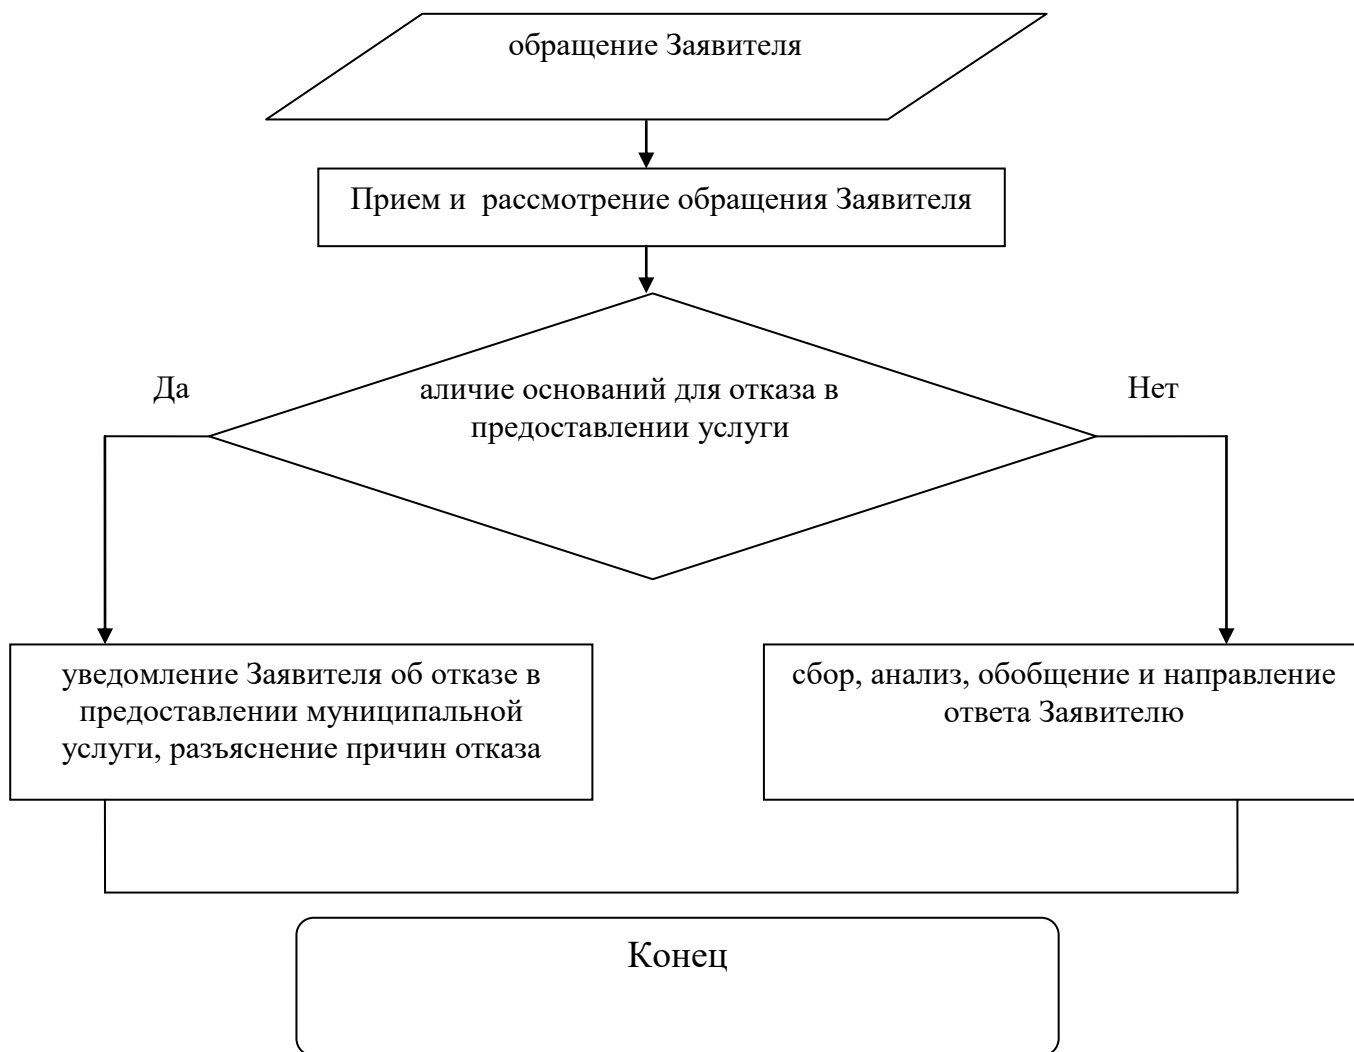 обращение Заявителя
Прием и  рассмотрение обращения Заявителя
Да
аличие оснований для отказа в
предоставлении услуги
Нет
уведомление Заявителя об отказе в
предоставлении муниципальной
услуги, разъяснение причин отказа
сбор, анализ, обобщение и направление
ответа Заявителю
Конец